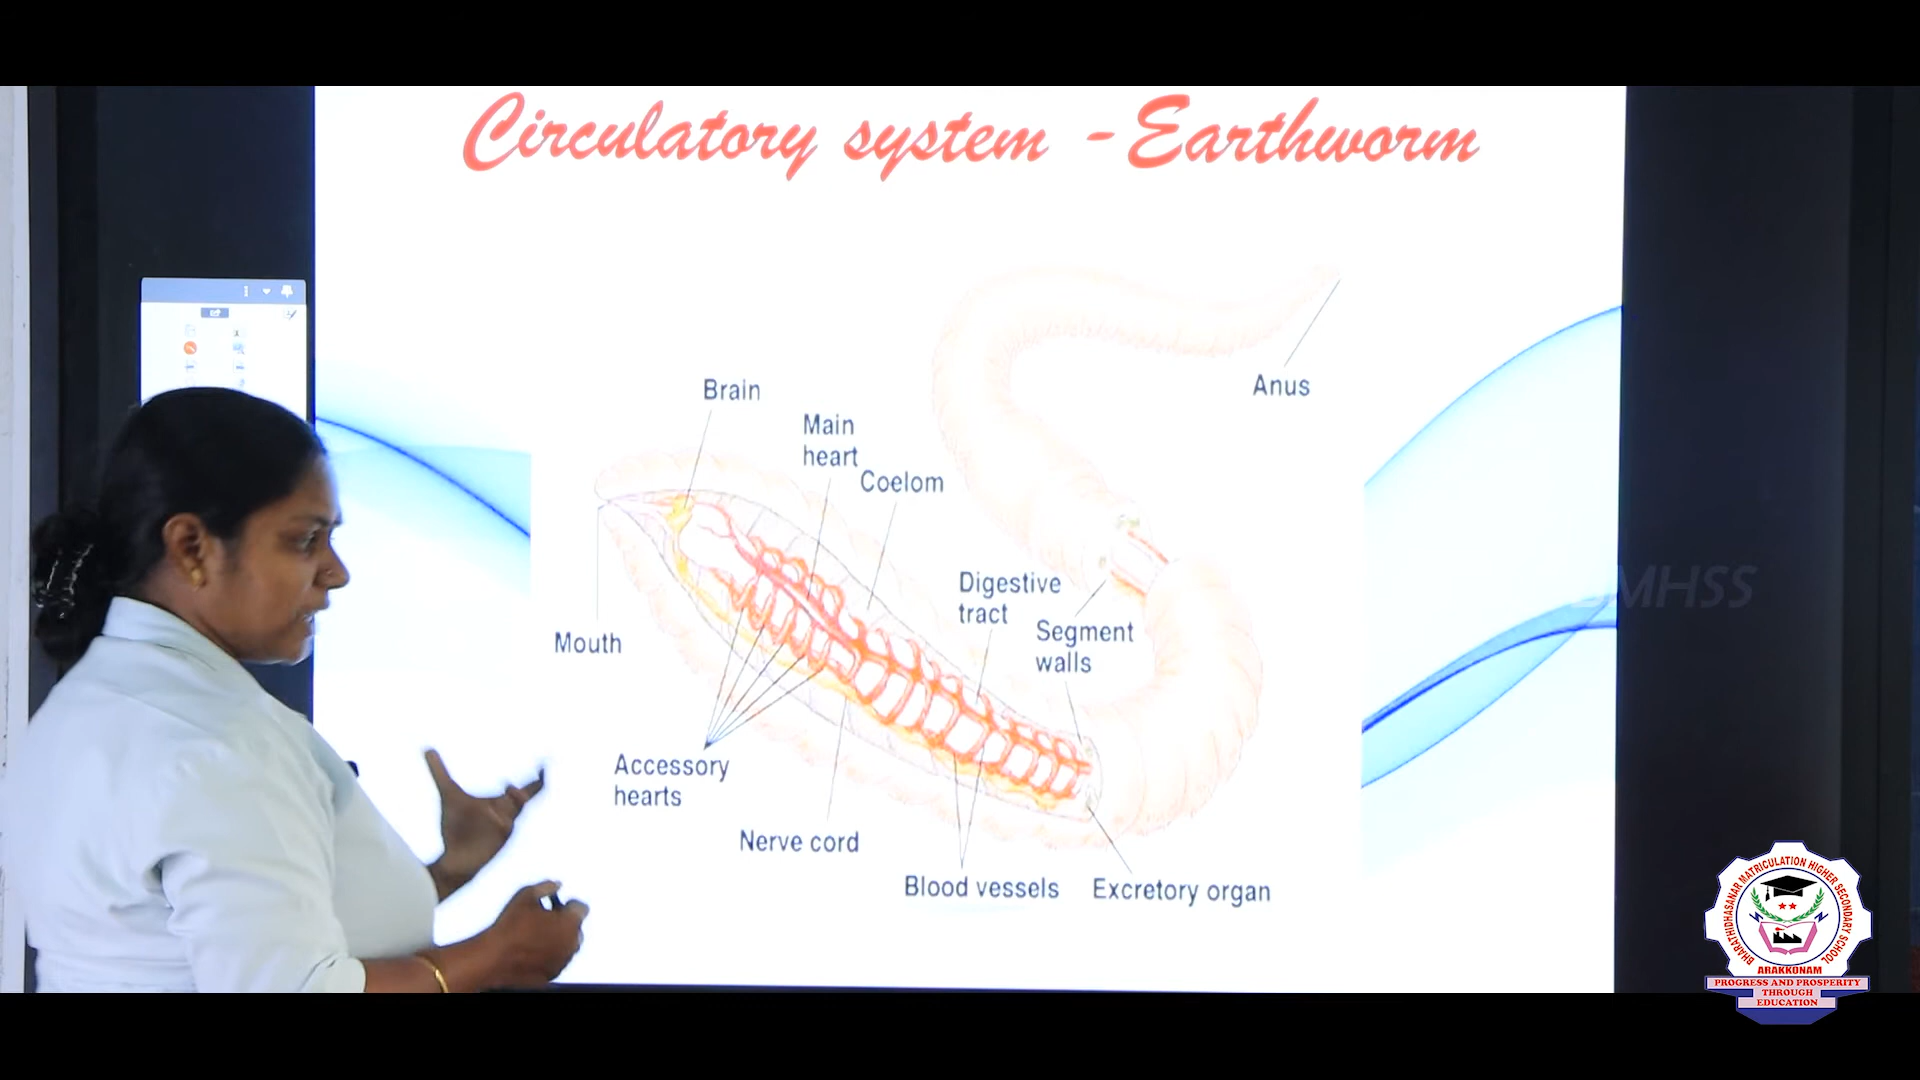 Circulatory system - Earthworm
Anus
Brain
Main
heart
Coelom
Digestive
tract
Segment
walls
Mouth
Accessory
hearts
Nerve cord
Blood vessels
Excretory organ
BMHSS
BHARATHIDHASANAR MATRICULATION HIGHER SECONDARY SCHOOL
ARAKKONAM
PROGRESS AND PROSPERITY
THROUGH
EDUCATION